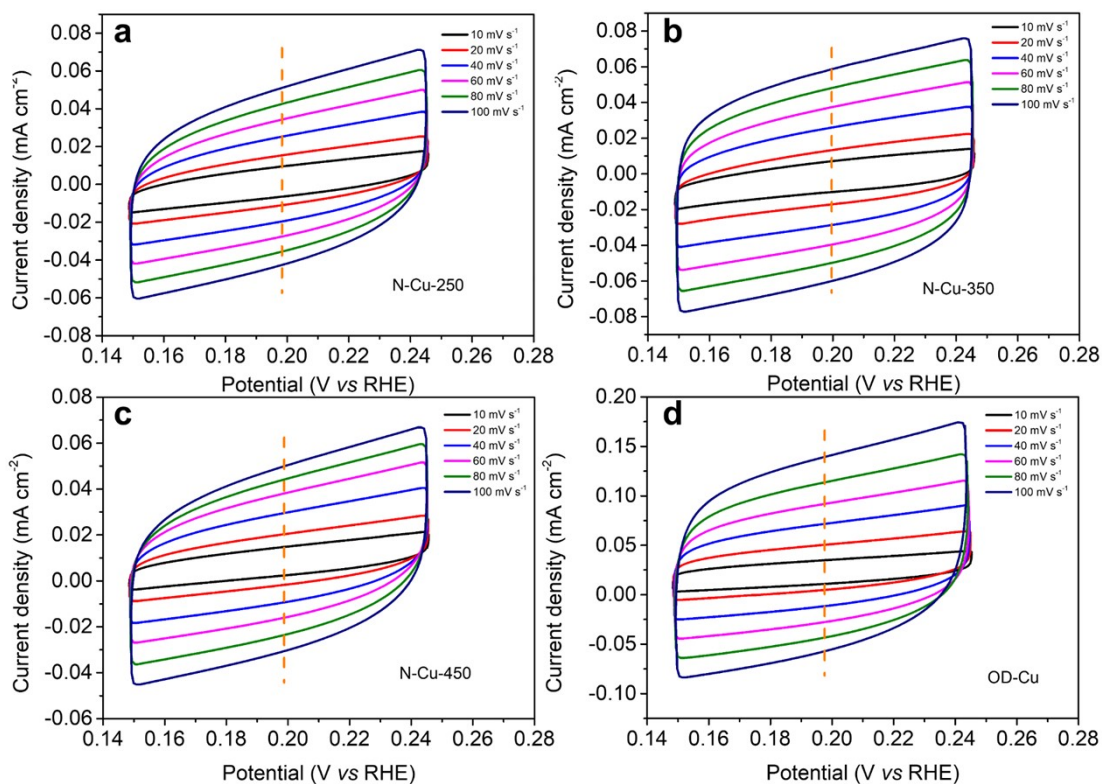 a
0.08
0.06
0.04
0.02
0.00
-0.02
-0.04
-0.06
-0.08
Current density (mA cm⁻²)
10 mV s⁻¹
20 mV s⁻¹
40 mV s⁻¹
60 mV s⁻¹
80 mV s⁻¹
100 mV s⁻¹
N-Cu-250
0.14 0.16 0.18 0.20 0.22 0.24 0.26 0.28
Potential (V vs RHE)
b
0.08
0.06
0.04
0.02
0.00
-0.02
-0.04
-0.06
-0.08
Current density (mA cm⁻²)
10 mV s⁻¹
20 mV s⁻¹
40 mV s⁻¹
60 mV s⁻¹
80 mV s⁻¹
100 mV s⁻¹
N-Cu-350
0.14 0.16 0.18 0.20 0.22 0.24 0.26 0.28
Potential (V vs RHE)
c
0.08
0.06
0.04
0.02
0.00
-0.02
-0.04
-0.06
Current density (mA cm⁻²)
10 mV s⁻¹
20 mV s⁻¹
40 mV s⁻¹
60 mV s⁻¹
80 mV s⁻¹
100 mV s⁻¹
N-Cu-450
0.14 0.16 0.18 0.20 0.22 0.24 0.26 0.28
Potential (V vs RHE)
d
0.20
0.15
0.10
0.05
0.00
-0.05
-0.10
Current density (mA cm⁻²)
10 mV s⁻¹
20 mV s⁻¹
40 mV s⁻¹
60 mV s⁻¹
80 mV s⁻¹
100 mV s⁻¹
OD-Cu
0.14 0.16 0.18 0.20 0.22 0.24 0.26 0.28
Potential (V vs RHE)